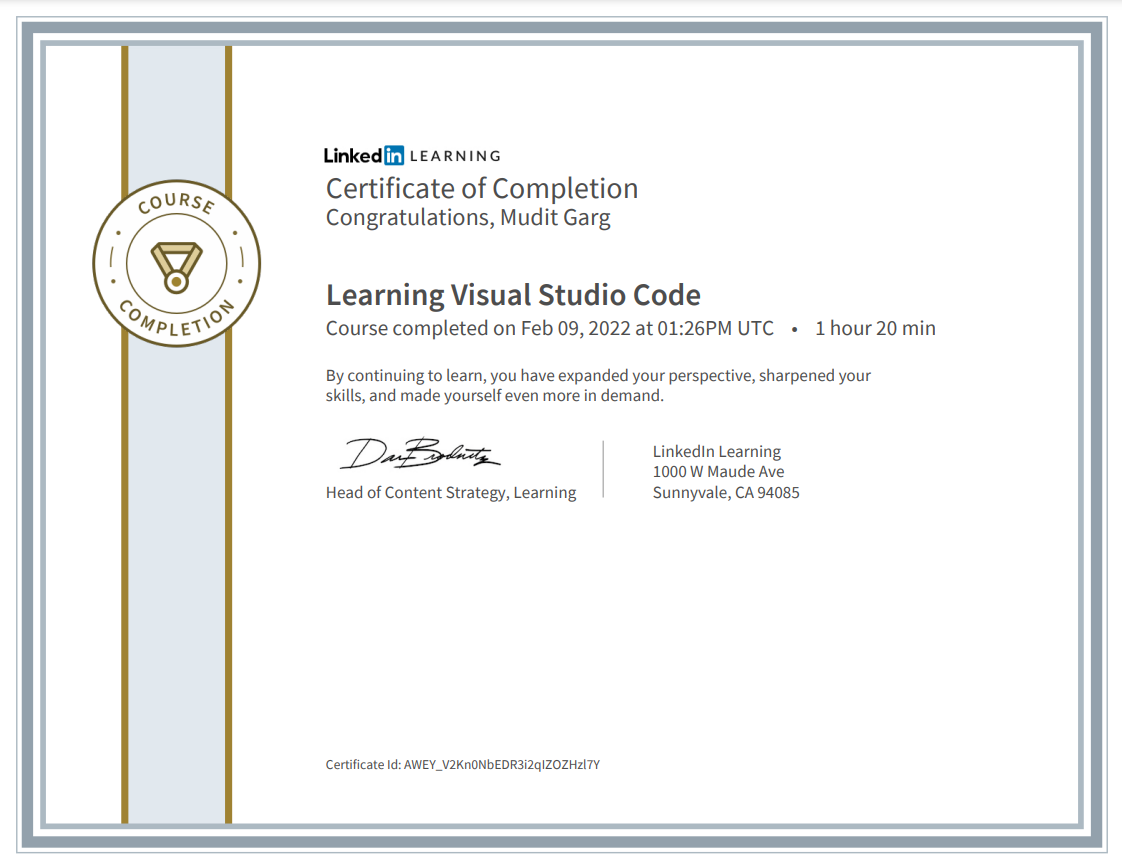 COURSE
COMPLETION
Linked in LEARNING
Certificate of Completion
Congratulations, Mudit Garg
Learning Visual Studio Code
Course completed on Feb 09, 2022 at 01:26PM UTC • 1 hour 20 min
By continuing to learn, you have expanded your perspective, sharpened your
skills, and made yourself even more in demand.
Head of Content Strategy, Learning
LinkedIn Learning
1000 W Maude Ave
Sunnyvale, CA 94085
Certificate Id: AWEY_V2Kn0NbEDR3i2qIZOZHzl7Y